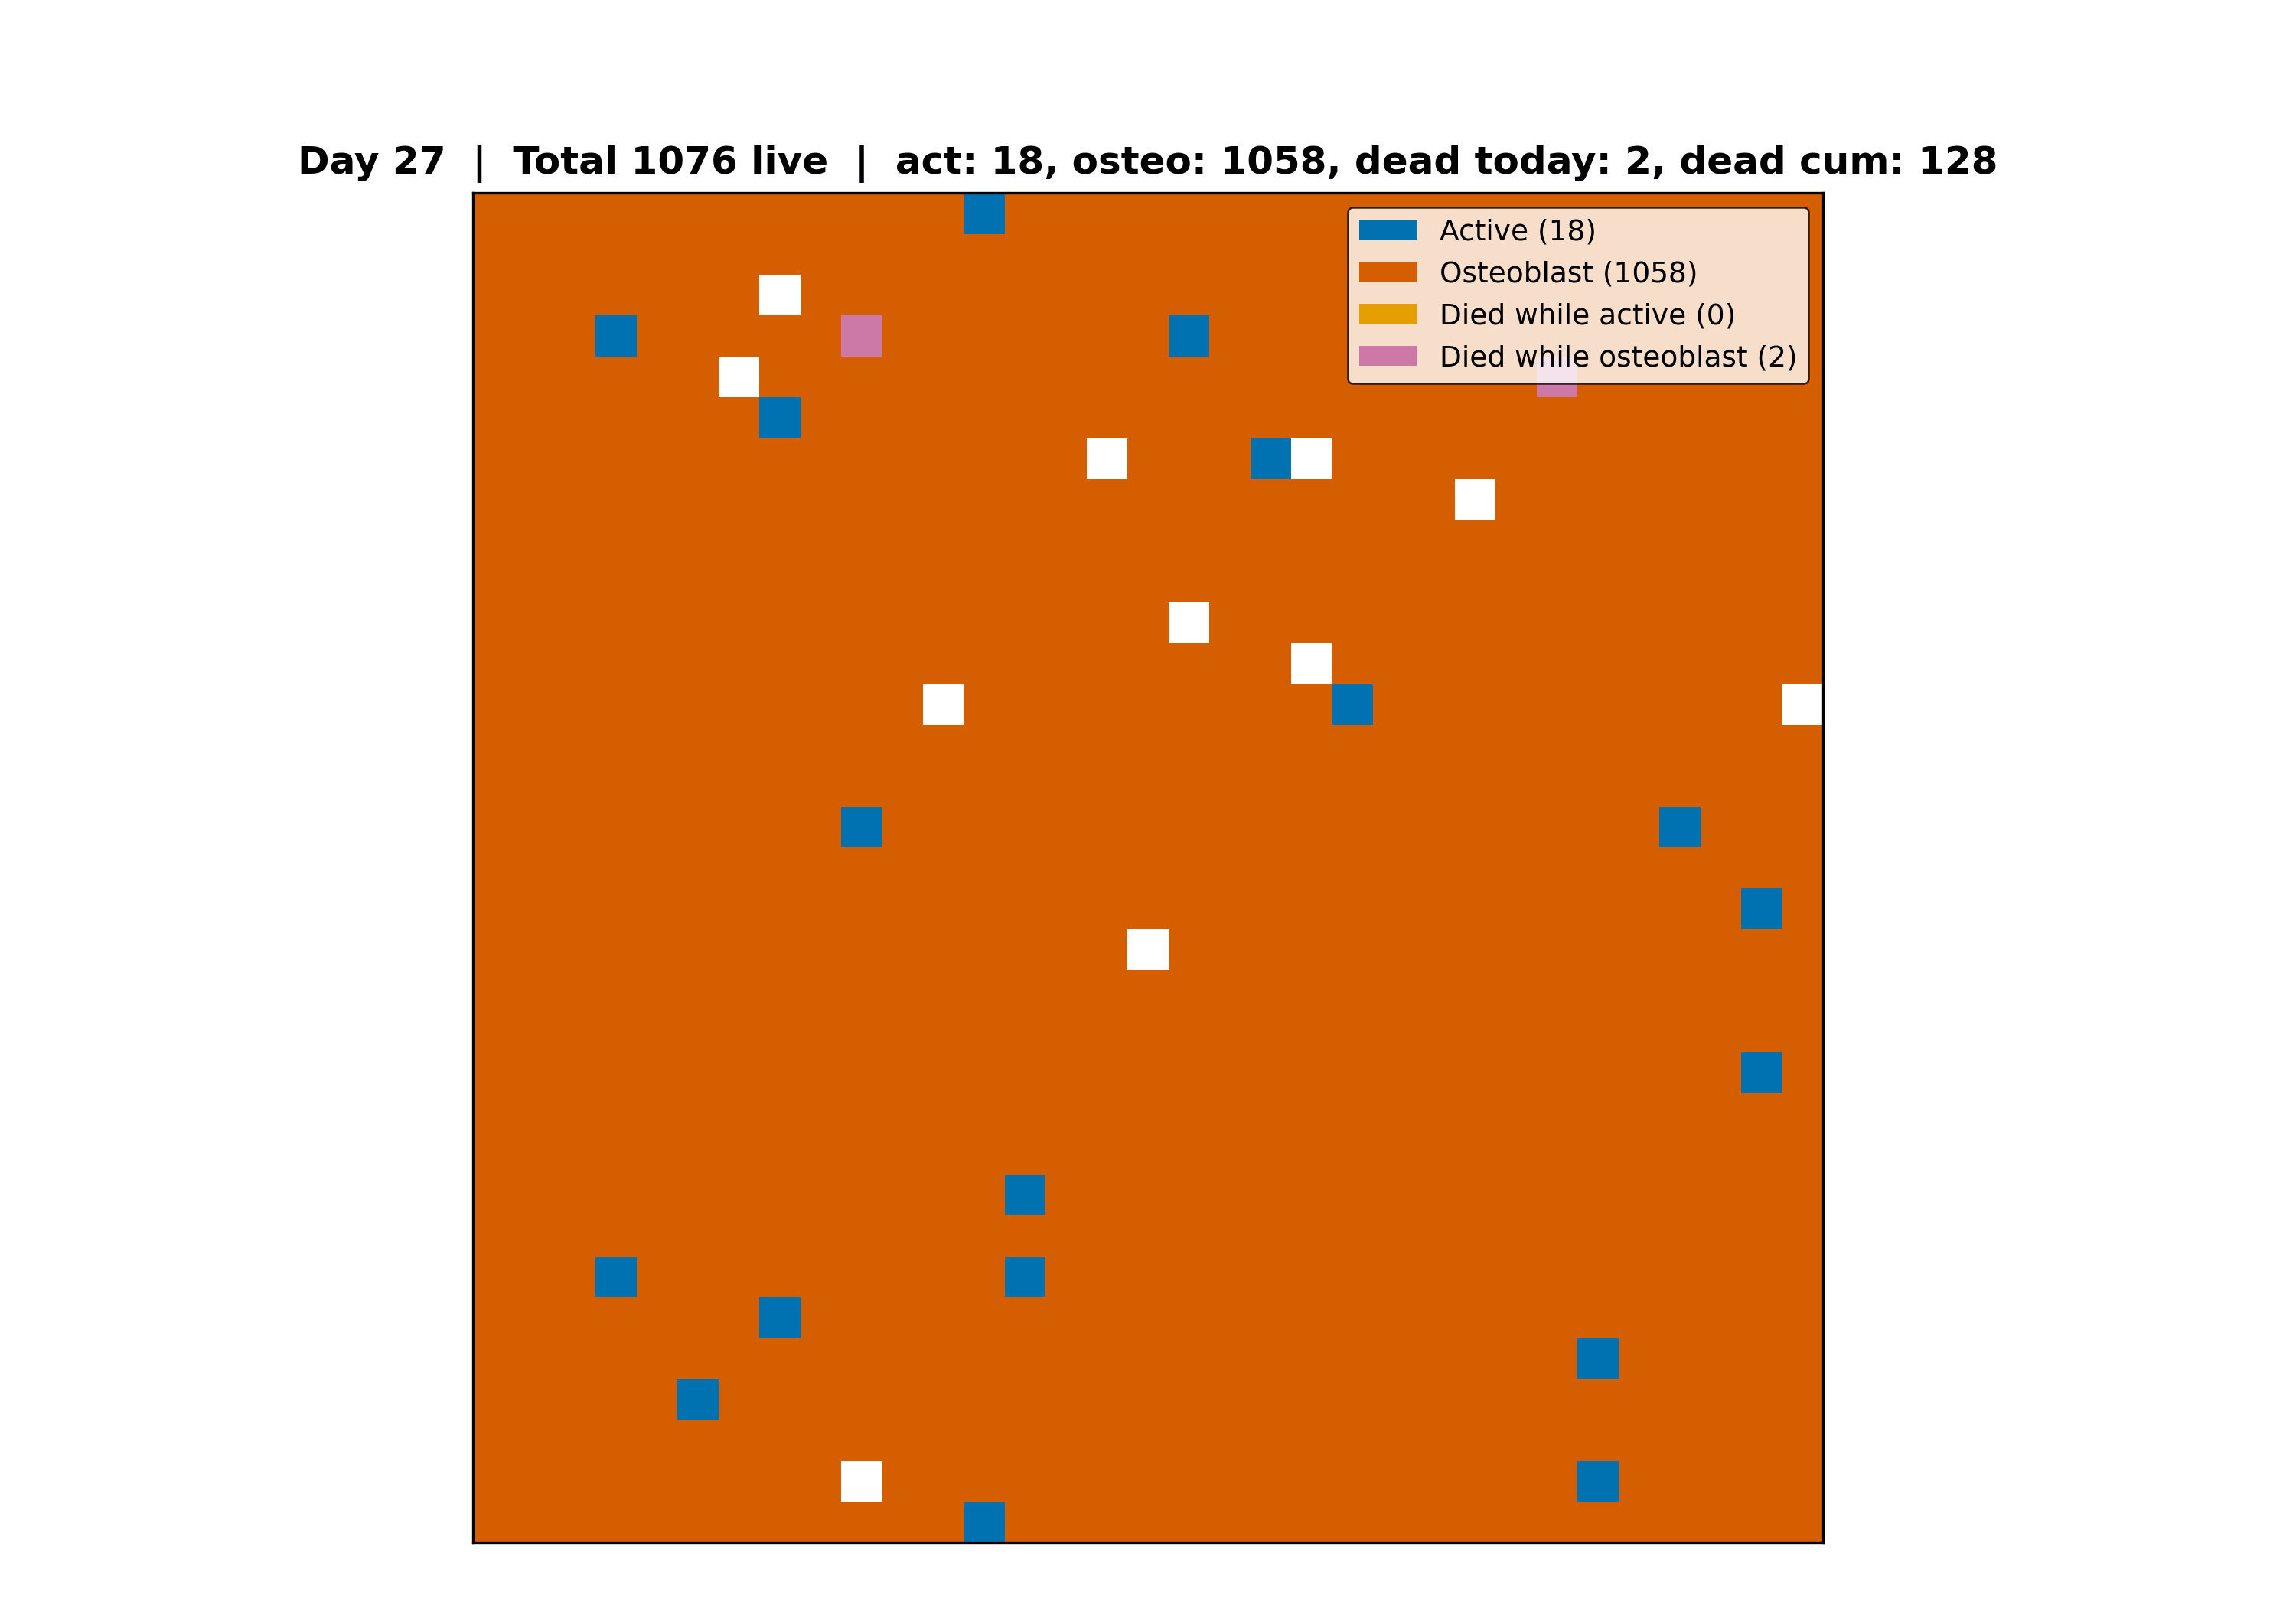 Day 27 | Total 1076 live | act: 18, osteo: 1058, dead today: 2, dead cum: 128
Active (18)
Osteoblast (1058)
Died while active (0)
Died while osteoblast (2)